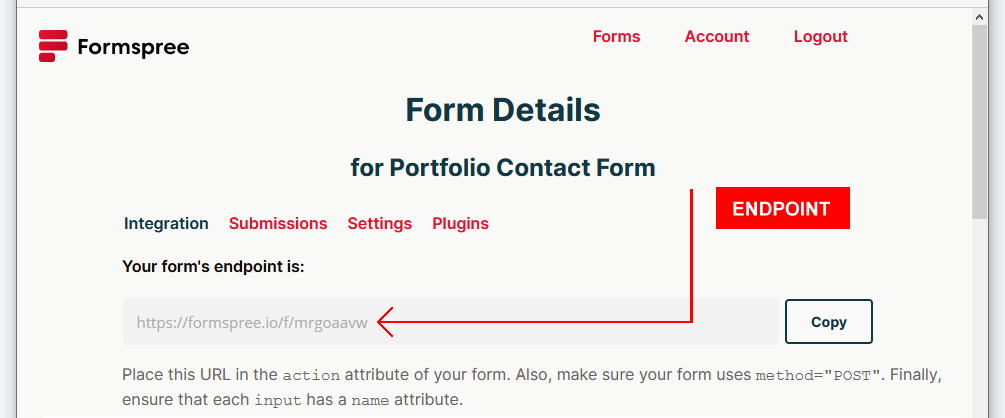 Formspree
Forms Account Logout
Form Details
for Portfolio Contact Form
ENDPOINT
Integration Submissions Settings Plugins
Your form's endpoint is:
https://formspree.io/f/mrgoaavw
Copy
Place this URL in the action attribute of your form. Also, make sure your form uses method="POST". Finally,
ensure that each input has a name attribute.